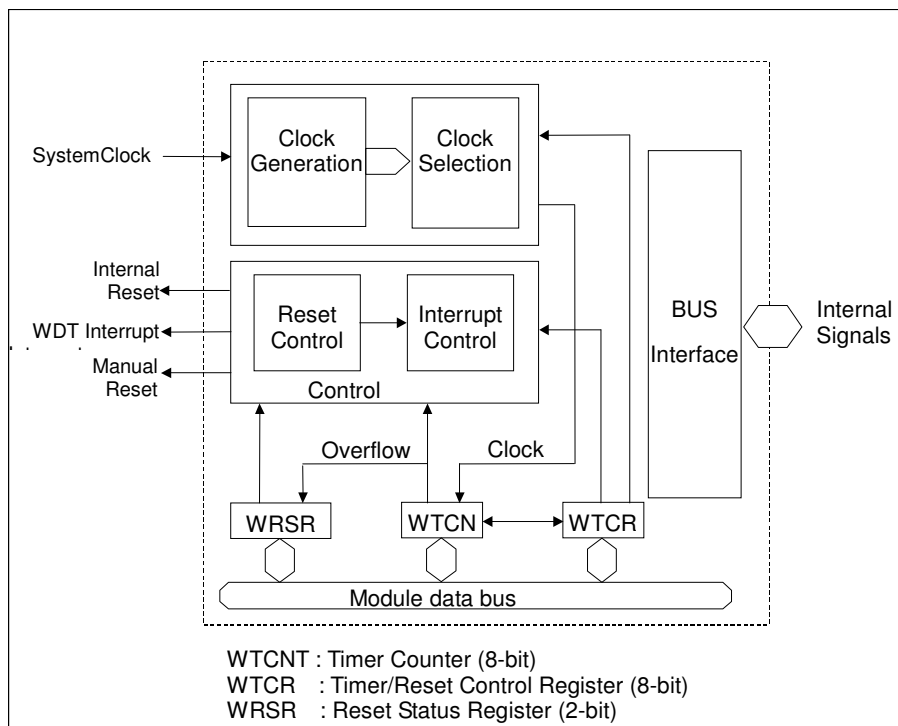 SystemClock
Clock
Generation
Clock
Selection
Internal
Reset
WDT Interrupt
Manual
Reset
Reset
Control
Interrupt
Control
Control
BUS
Interface
Internal
Signals
Overflow
Clock
WRSR
WTCN
WTCR
Module data bus
WTCNT : Timer Counter (8-bit)
WTCR : Timer/Reset Control Register (8-bit)
WRSR : Reset Status Register (2-bit)